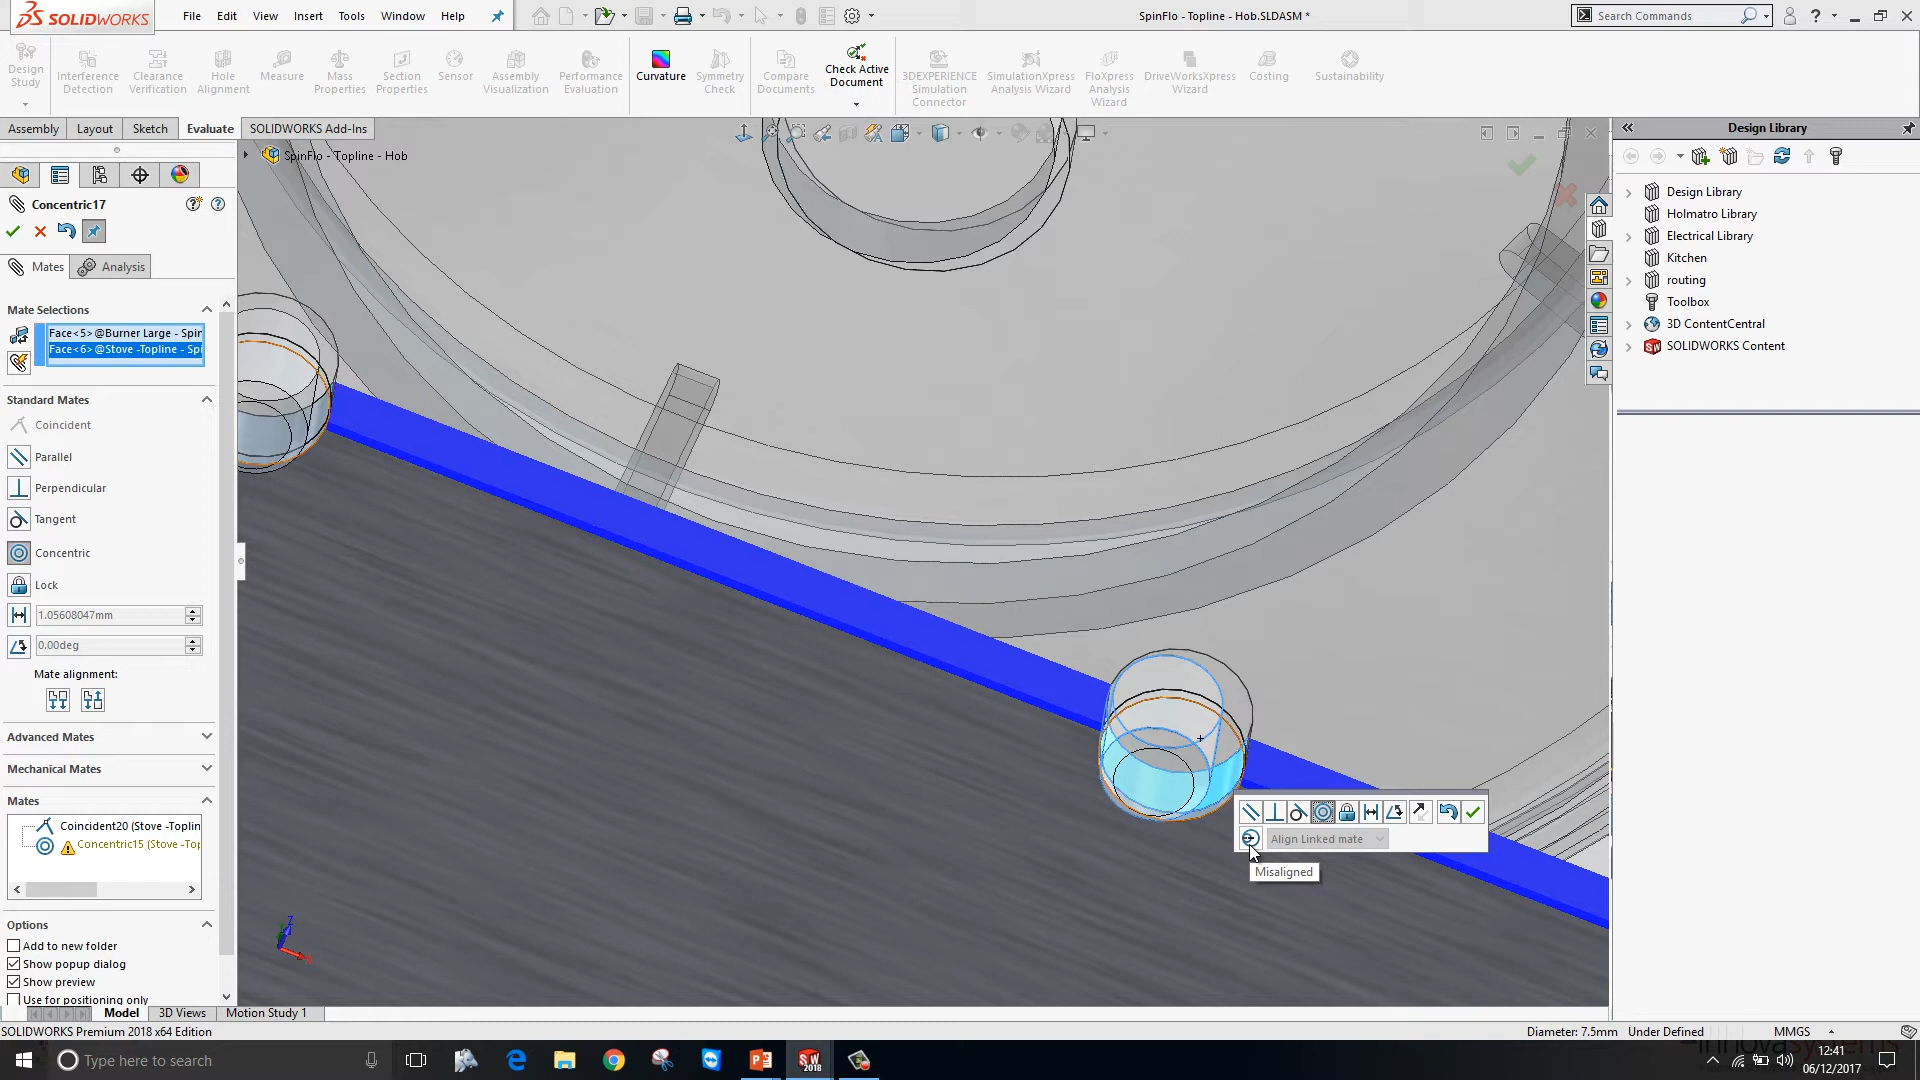 SOLIDWORKS
File Edit View Insert Tools Window Help
SpinFlo - Topline - Hob.SLDASM *
Search Commands
Design Study
Interference Detection
Clearance Verification
Hole Alignment
Measure
Mass Properties
Section Properties
Sensor
Assembly Visualization
Performance Evaluation
Curvature
Symmetry Check
Compare Documents
Check Active Document
3DEXPERIENCE Simulation Connector
SimulationXpress Analysis Wizard
FloXpress Analysis Wizard
DriveWorksXpress Wizard
Costing
Sustainability
Assembly Layout Sketch Evaluate SOLIDWORKS Add-Ins
Design Library
SpinFlo - Topline - Hob
Concentric17
Mates Analysis
Mate Selections
Face<5>@Burner Large - Spin
Face<6>@Stove -Topline - Spi
Standard Mates
Coincident
Parallel
Perpendicular
Tangent
Concentric
Lock
1.05608047mm
0.00deg
Mate alignment:
Advanced Mates
Mechanical Mates
Mates
Coincident20 (Stove -Toplin
Concentric15 (Stove -Top
Options
Add to new folder
Show popup dialog
Show preview
Use for positioning only
Align Linked mate
Misaligned
Design Library
Holmatro Library
Electrical Library
Kitchen
routing
Toolbox
3D ContentCentral
SOLIDWORKS Content
Model 3D Views Motion Study 1
SOLIDWORKS Premium 2018 x64 Edition
Diameter: 7.5mm Under Defined MMGS
Type here to search
12:41
06/12/2017